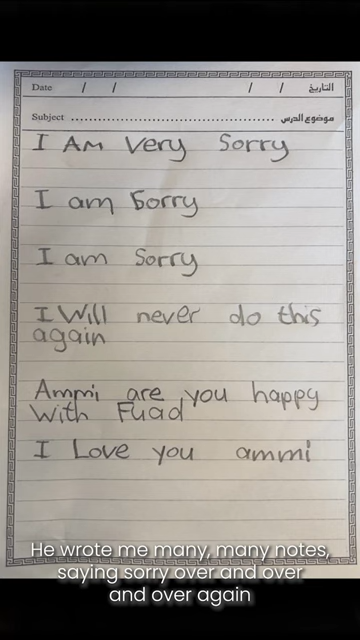 Date / / / / التاريخ
Subject موضوع الدرس
I Am Very Sorry
I am Sorry
I am Sorry
I Will never do this
again
Ammi are you happy
With Fuad
I Love you ammi
He wrote me many, many notes,
saying sorry over and over
and over again